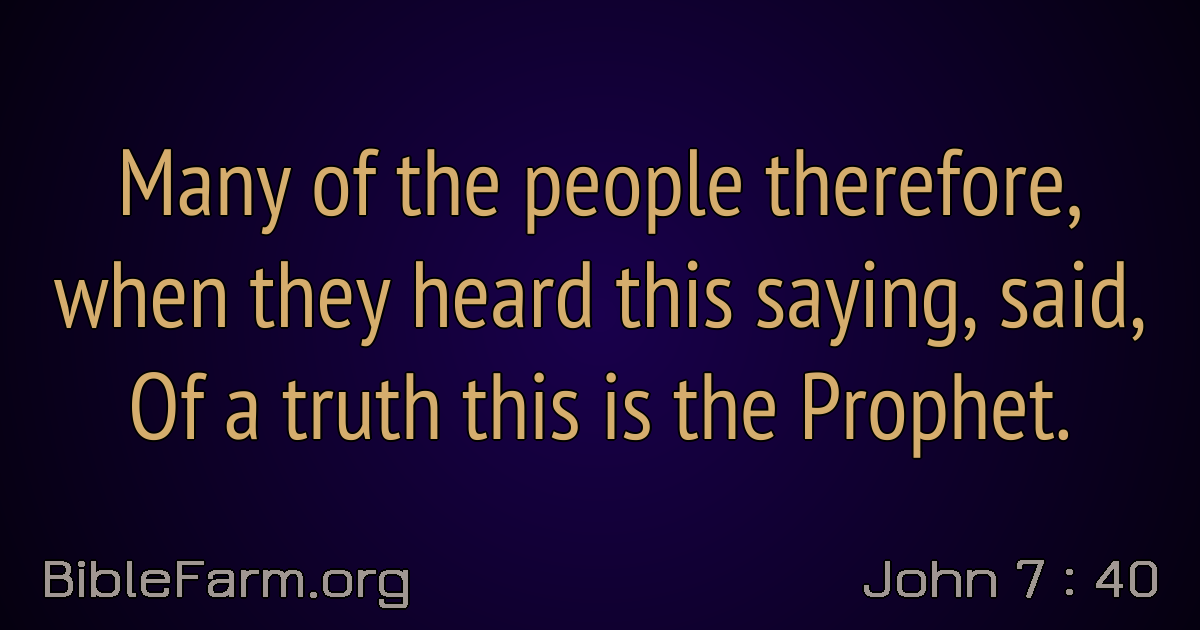 Many of the people therefore,
when they heard this saying, said,
Of a truth this is the Prophet.
BibleFarm.org
John 7 : 40